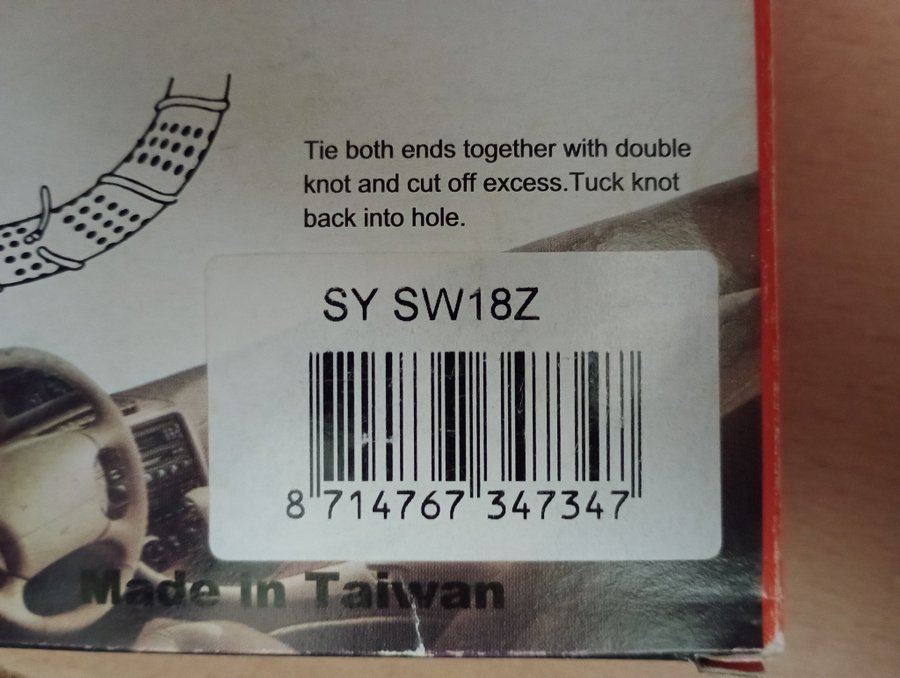 Tie both ends together with double
knot and cut off excess.Tuck knot
back into hole.
SY SW18Z
8 714767 347347
Made in Taiwan